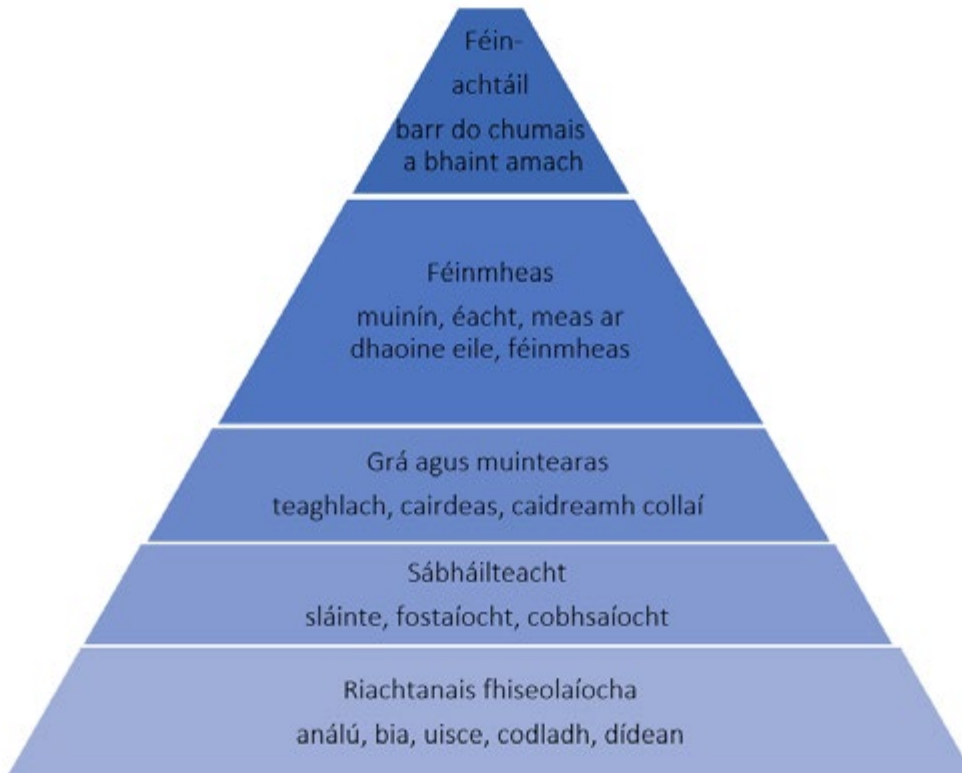 Féin-
achtáil
barr do chumais
a bhaint amach
Féinmheas
muinín, éacht, meas ar
dhaoine eile, féinmheas
Grá agus muintearas
teaghlach, cairdeas, caidreamh collaí
Sábháilteacht
sláinte, fostaíocht, cobhsaíocht
Riachtanais fhiseolaíocha
análú, bia, uisce, codladh, dídean